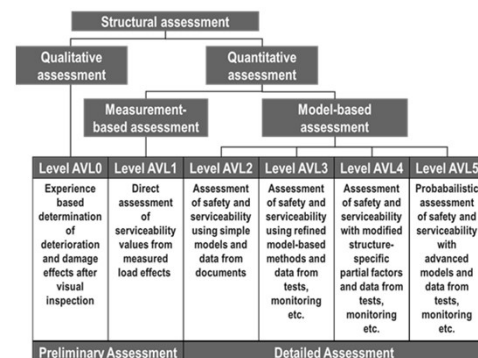 Structural assessment
Qualitative
assessment
Quantitative
assessment
Measurement-
based assessment
Model-based
assessment
Level AVL0
Experience
based
determination
of
deterioration
and damage
effects after
visual
inspection
Level AVL1
Direct
assessment
of
serviceability
values from
measured
load effects
Level AVL2
Assessment
of safety and
serviceability
using simple
models and
data from
documents
Level AVL3
Assessment
of safety and
serviceability
using refined
model-based
methods and
data from
tests,
monitoring
etc.
Level AVL4
Assessment
of safety and
serviceability
with modified
structure-
specific
partial factors
and data from
tests,
monitoring
etc.
Level AVL5
Probabailistic
assessment
of safety and
serviceability
with
advanced
models and
data from
tests,
monitoring
etc.
Preliminary Assessment
Detailed Assessment